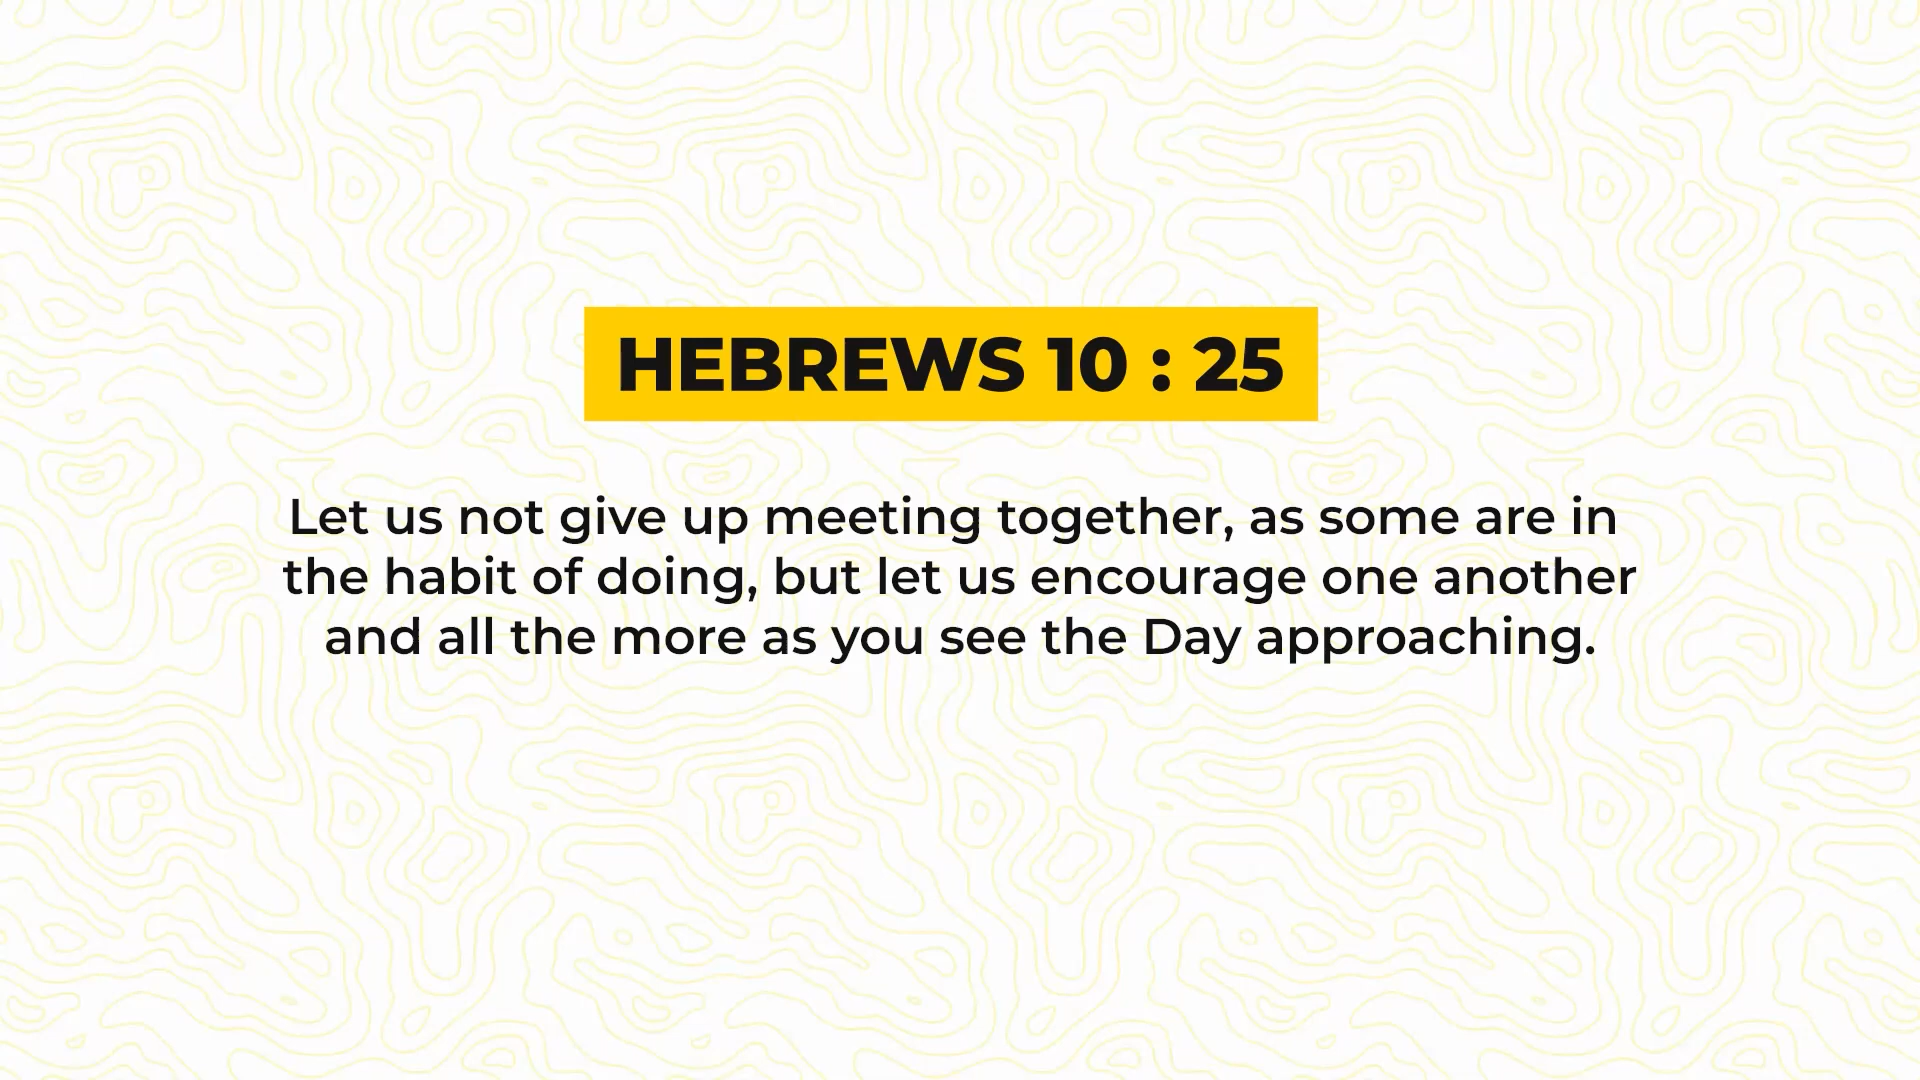 HEBREWS 10 : 25
Let us not give up meeting together, as some are in
the habit of doing, but let us encourage one another
and all the more as you see the Day approaching.